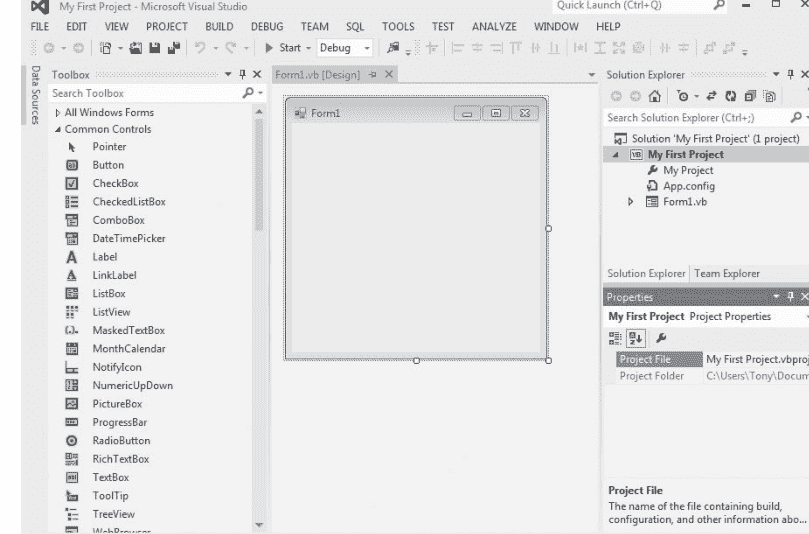 My First Project - Microsoft Visual Studio
Quick Launch (Ctrl+Q)
FILE EDIT VIEW PROJECT BUILD DEBUG TEAM SQL TOOLS TEST ANALYZE WINDOW HELP
Start Debug
Data Sources
Toolbox
Search Toolbox
All Windows Forms
Common Controls
Pointer
Button
CheckBox
CheckedListBox
ComboBox
DateTimePicker
Label
LinkLabel
ListBox
ListView
MaskedTextBox
MonthCalendar
NotifyIcon
NumericUpDown
PictureBox
ProgressBar
RadioButton
RichTextBox
TextBox
ToolTip
TreeView
WebBrowser
Form1.vb [Design]
Form1
Solution Explorer
Search Solution Explorer (Ctrl+;)
Solution 'My First Project' (1 project)
VB My First Project
My Project
App.config
Form1.vb
Solution Explorer Team Explorer
Properties
My First Project Project Properties
Project File My First Project.vbproj
Project Folder C:\Users\Tony\Docum
Project File
The name of the file containing build,
configuration, and other information abo...